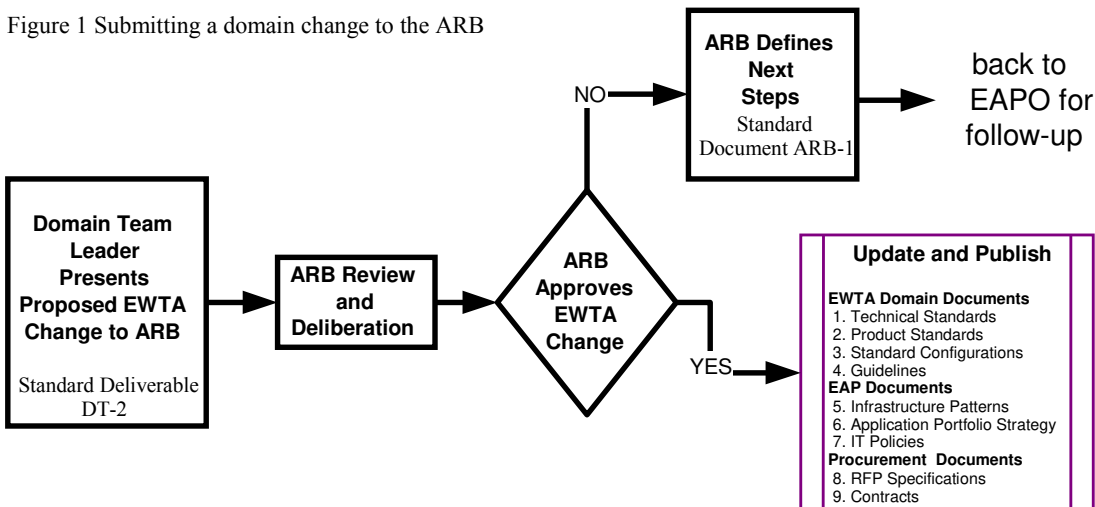 Figure 1 Submitting a domain change to the ARB
Domain Team
Leader
Presents
Proposed EWTA
Change to ARB
Standard Deliverable
DT-2
ARB Review
and
Deliberation
ARB
Approves
EWTA
Change
NO
ARB Defines
Next
Steps
Standard
Document ARB-1
back to
EAPO for
follow-up
YES
Update and Publish
EWTA Domain Documents
1. Technical Standards
2. Product Standards
3. Standard Configurations
4. Guidelines
EAP Documents
5. Infrastructure Patterns
6. Application Portfolio Strategy
7. IT Policies
Procurement Documents
8. RFP Specifications
9. Contracts